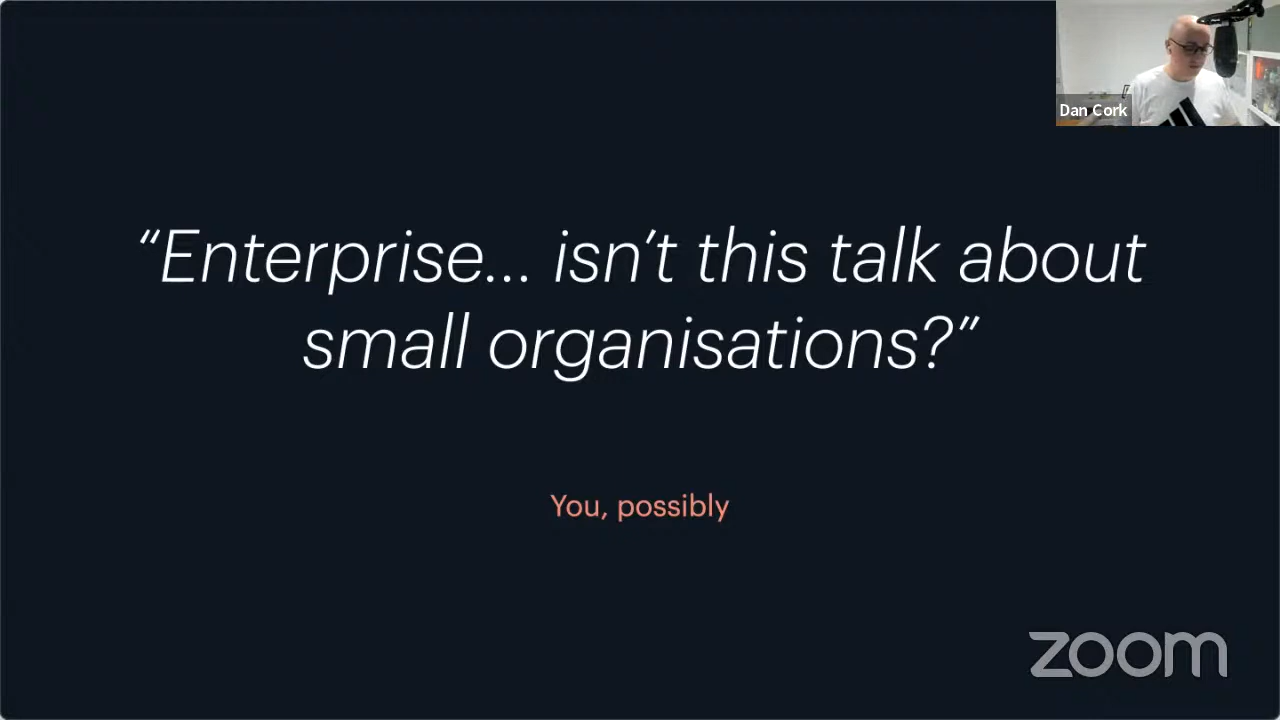 Dan Cork
“Enterprise... isn’t this talk about
small organisations?”
You, possibly
zoom